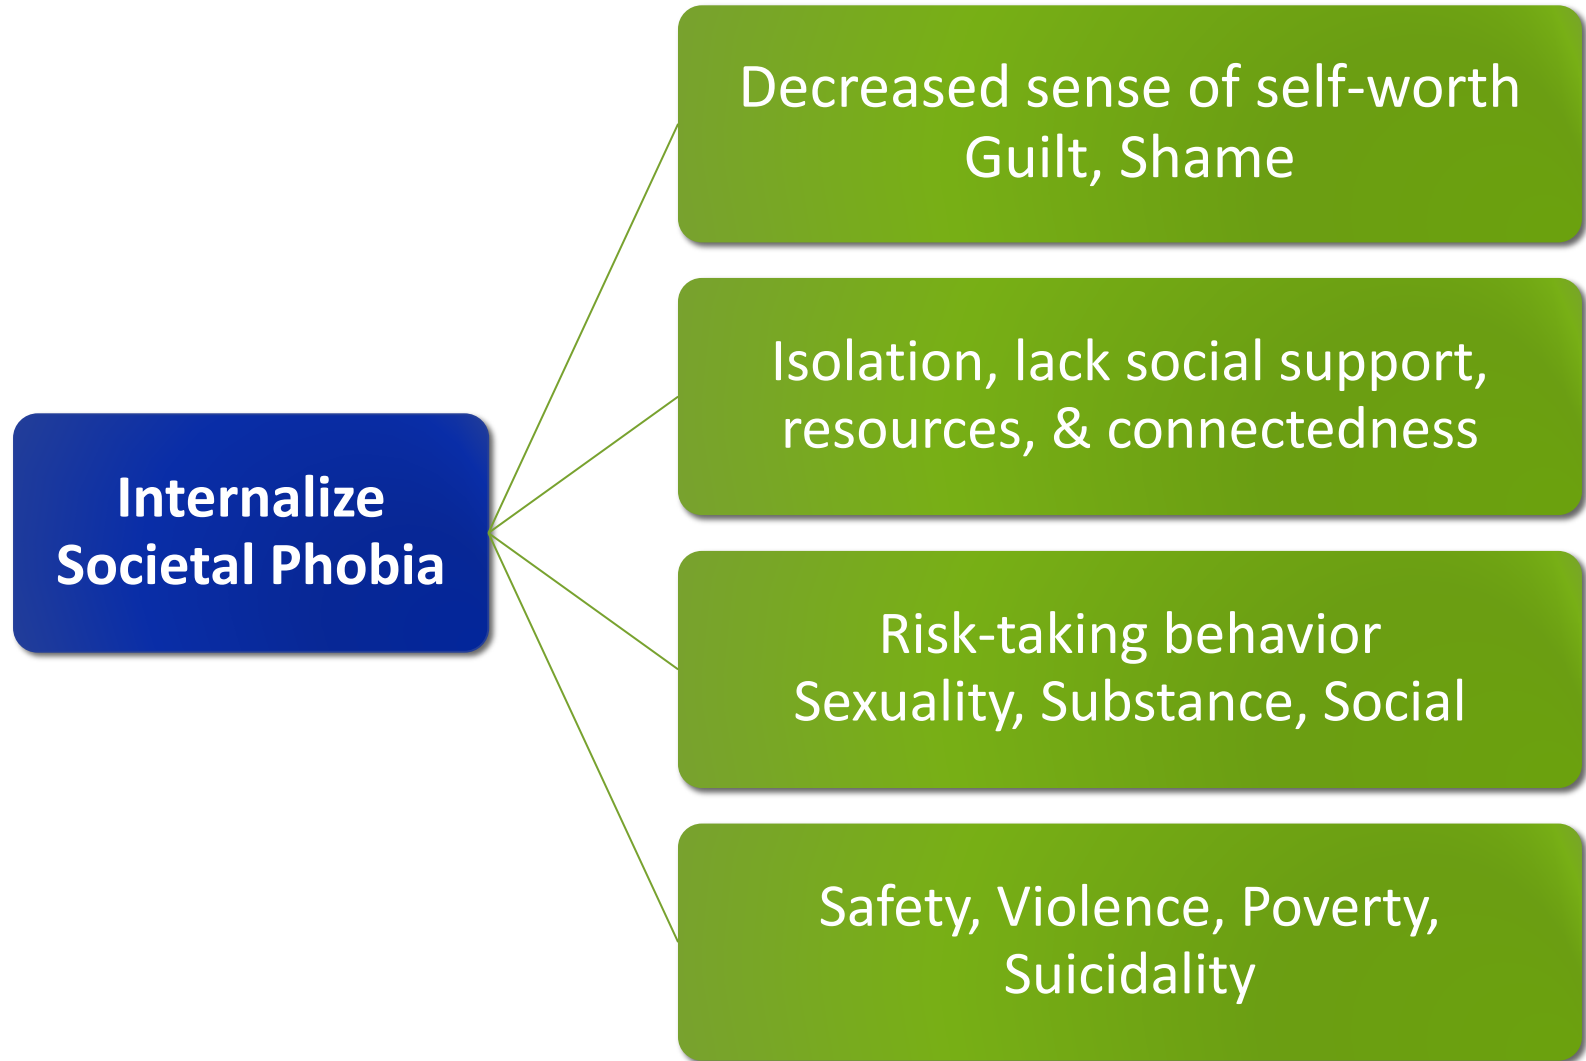 Decreased sense of self-worth
Guilt, Shame
Isolation, lack social support,
resources, & connectedness
Internalize
Societal Phobia
Risk-taking behavior
Sexuality, Substance, Social
Safety, Violence, Poverty,
Suicidality